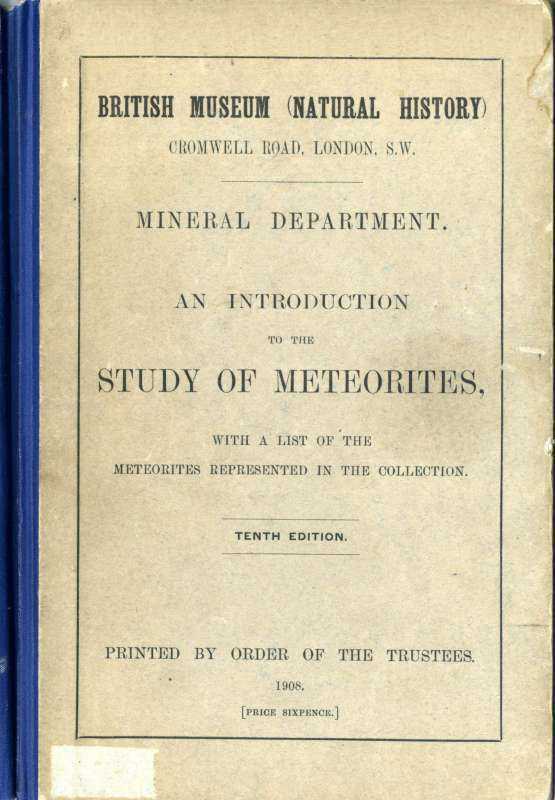 BRITISH MUSEUM (NATURAL HISTORY)
CROMWELL ROAD, LONDON, S.W.
MINERAL DEPARTMENT.
AN INTRODUCTION
TO THE
STUDY OF METEORITES,
WITH A LIST OF THE
METEORITES REPRESENTED IN THE COLLECTION.
TENTH EDITION.
PRINTED BY ORDER OF THE TRUSTEES.
1908.
[PRICE SIXPENCE.]